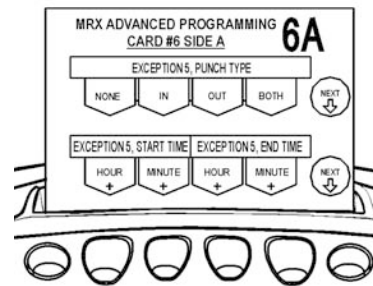 MRX ADVANCED PROGRAMMING
CARD #6 SIDE A
6A
EXCEPTION 5, PUNCH TYPE
NONE IN OUT BOTH NEXT
EXCEPTION 5, START TIME EXCEPTION 5, END TIME
HOUR + MINUTE + HOUR + MINUTE + NEXT